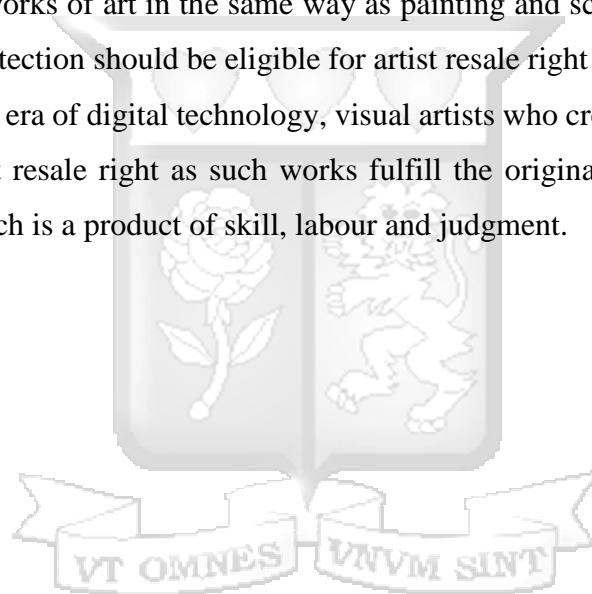 works of art in the same way as painting and sc
tection should be eligible for artist resale right
era of digital technology, visual artists who cre
resale right as such works fulfill the origina
ch is a product of skill, labour and judgment.
VT OMNES VNVM SINT